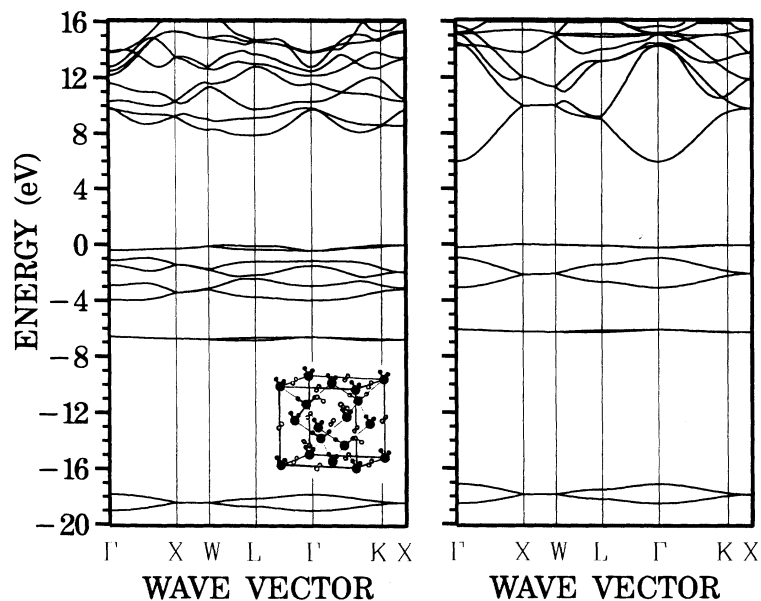 16
12
8
4
0
−4
−8
−12
−16
−20
ENERGY (eV)
Γ X W L Γ K X
Γ X W L Γ K X
WAVE VECTOR
WAVE VECTOR